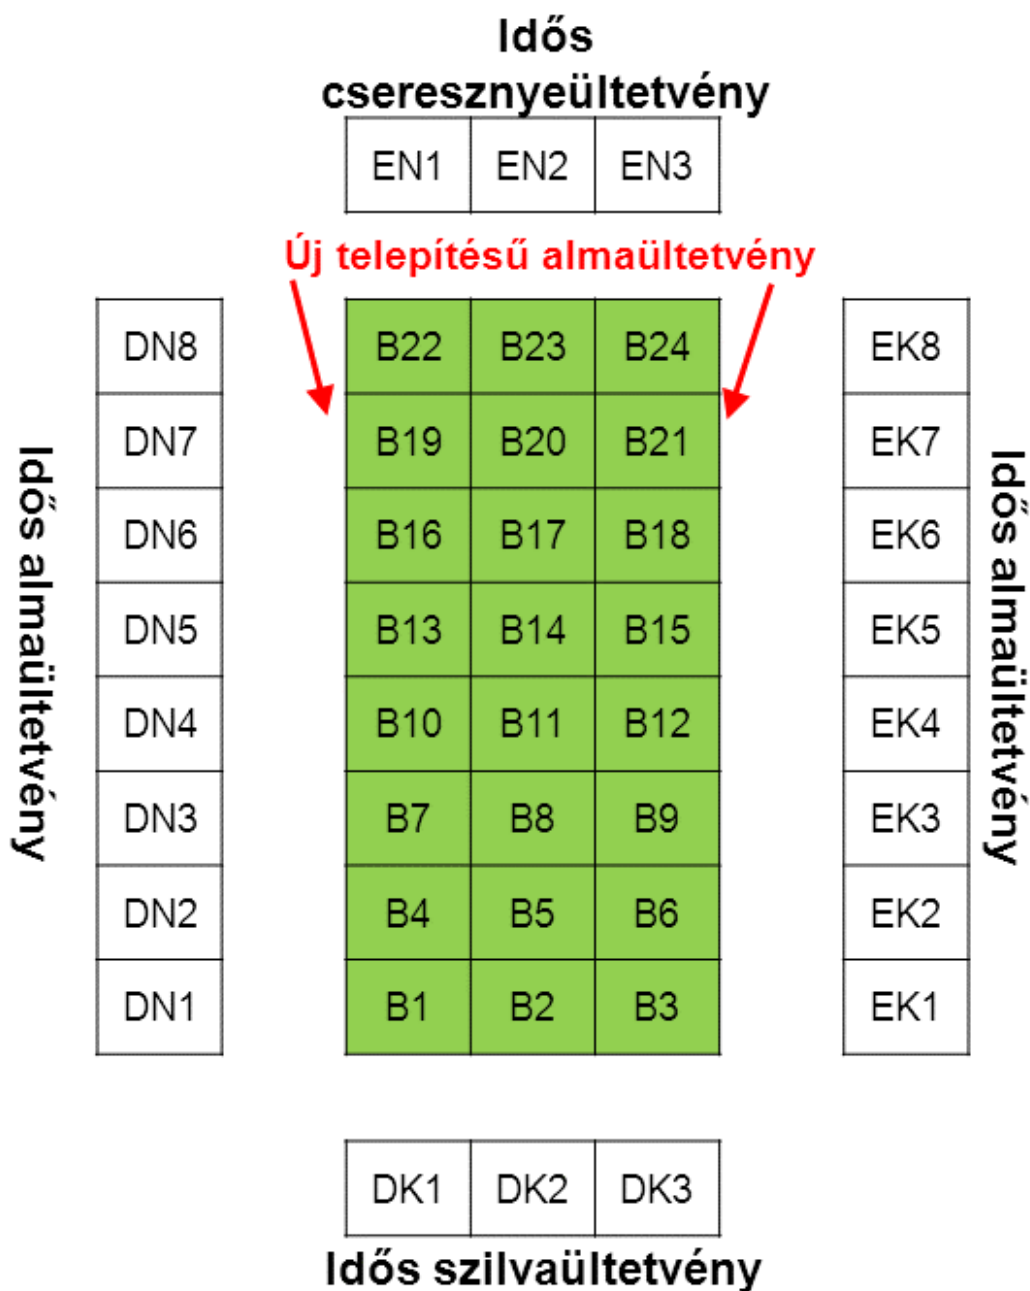 Idős
cseresznyeültetvény
EN1 EN2 EN3
Új telepítésű almaültetvény
DN8 B22 B23 B24 EK8
DN7 B19 B20 B21 EK7
DN6 B16 B17 B18 EK6
DN5 B13 B14 B15 EK5
DN4 B10 B11 B12 EK4
DN3 B7 B8 B9 EK3
DN2 B4 B5 B6 EK2
DN1 B1 B2 B3 EK1
Idős almaültetvény
Idős almaültetvény
DK1 DK2 DK3
Idős szilvaültetvény